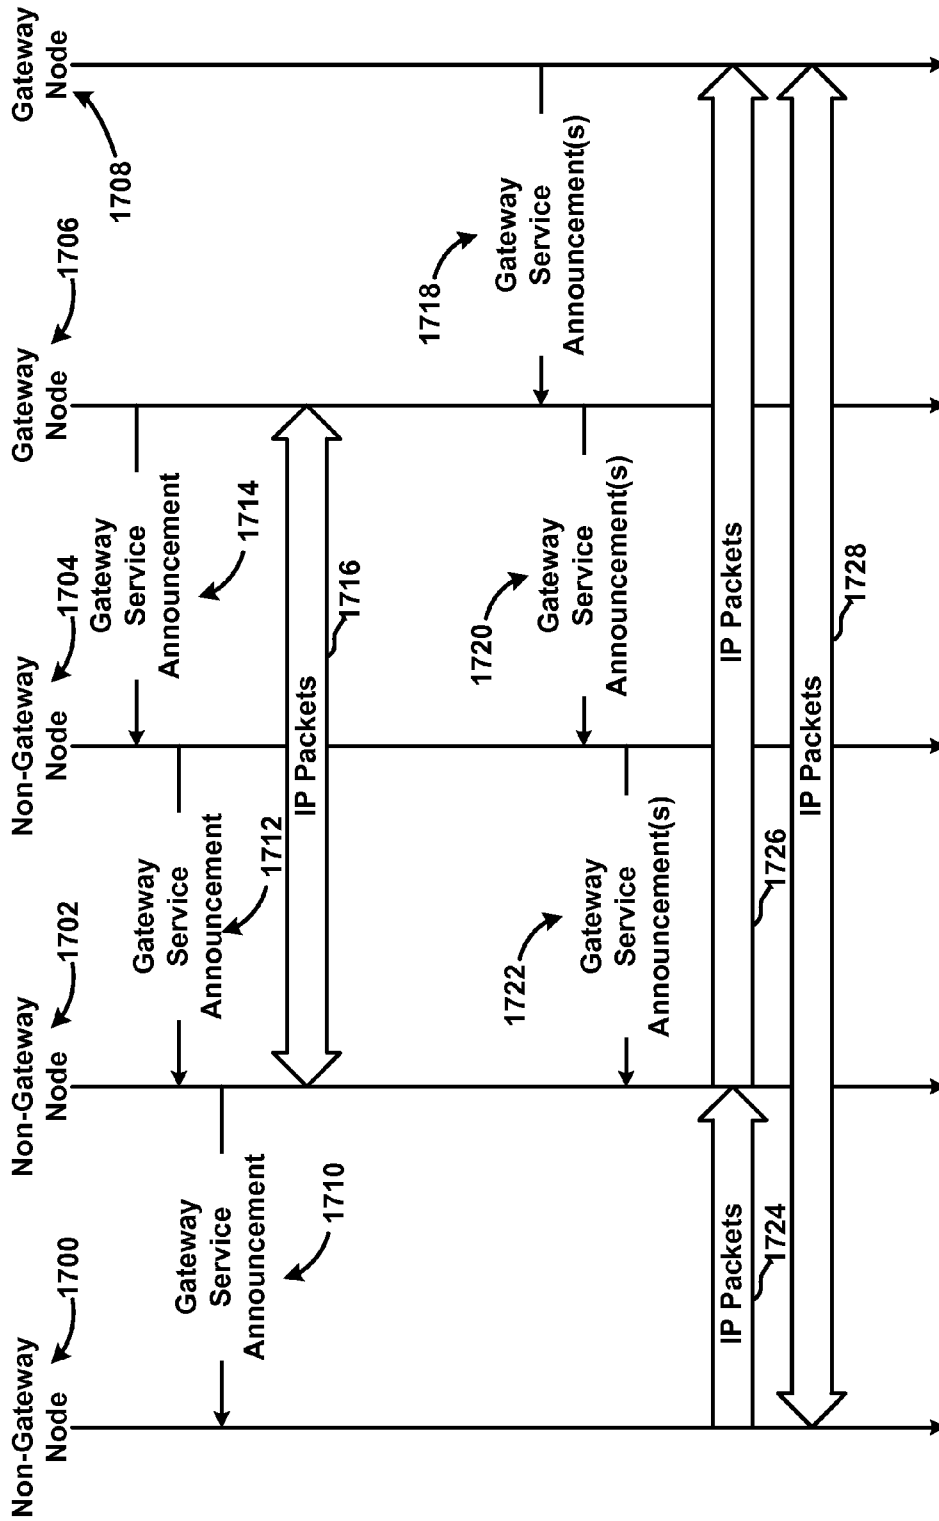 Non-Gateway
Node
1700
Non-Gateway
Node
1702
Non-Gateway
Node
1704
Gateway
Node
1706
Gateway
Node
1708
Gateway
Service
Announcement
1714
Gateway
Service
Announcement
1712
Gateway
Service
Announcement
1710
IP Packets
1716
Gateway
Service
Announcement(s)
1718
Gateway
Service
Announcement(s)
1720
Gateway
Service
Announcement(s)
1722
IP Packets
1724
IP Packets
1726
IP Packets
1728